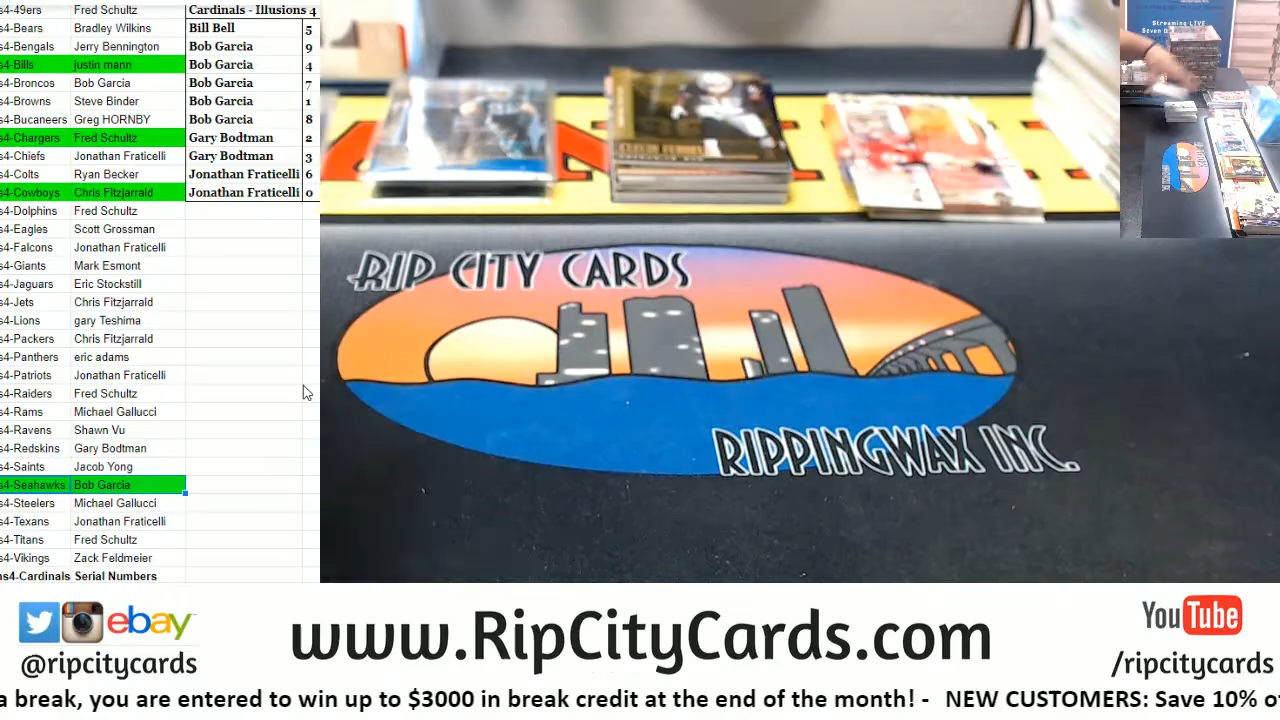 s4-49ers Fred Schultz Cardinals - Illusions 4
s4-Bears Bradley Wilkins Bill Bell 5
s4-Bengals Jerry Bennington Bob Garcia 9
s4-Bills justin mann Bob Garcia 4
s4-Broncos Bob Garcia Bob Garcia 7
s4-Browns Steve Binder Bob Garcia 1
s4-Bucaneers Greg HORNBY Bob Garcia 8
s4-Chargers Fred Schultz Gary Bodtman 2
s4-Chiefs Jonathan Fraticelli Gary Bodtman 3
s4-Colts Ryan Becker Jonathan Fraticelli 6
s4-Cowboys Chris Fitzjarrald Jonathan Fraticelli 0
s4-Dolphins Fred Schultz
s4-Eagles Scott Grossman
s4-Falcons Jonathan Fraticelli
s4-Giants Mark Esmont
s4-Jaguars Eric Stockstill
s4-Jets Chris Fitzjarrald
s4-Lions gary Teshima
s4-Packers Chris Fitzjarrald
s4-Panthers eric adams
s4-Patriots Jonathan Fraticelli
s4-Raiders Fred Schultz
s4-Rams Michael Gallucci
s4-Ravens Shawn Vu
s4-Redskins Gary Bodtman
s4-Saints Jacob Yong
s4-Seahawks Bob Garcia
s4-Steelers Michael Gallucci
s4-Texans Jonathan Fraticelli
s4-Titans Fred Schultz
s4-Vikings Zack Feldmeier
ns4-Cardinals Serial Numbers
RIP CITY CARDS
RIPPINGWAX INC.
Streaming LIVE
ebay
@ripcitycards
www.RipCityCards.com
YouTube
/ripcitycards
a break, you are entered to win up to $3000 in break credit at the end of the month! - NEW CUSTOMERS: Save 10% o